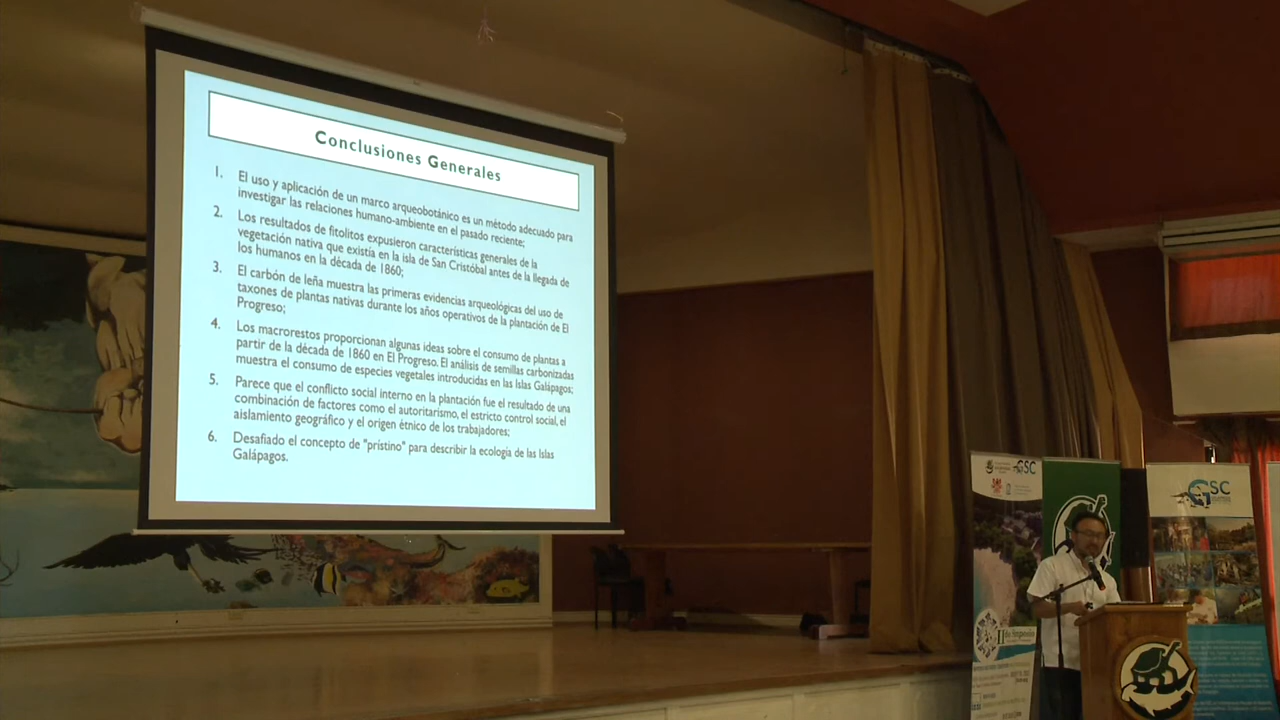 Conclusiones Generales
1. El uso y aplicación de un marco arqueobotánico es un método adecuado para
investigar las relaciones humano-ambiente en el pasado reciente;
2. Los resultados de fitolitos expusieron características generales de la
vegetación nativa que existía en la isla de San Cristóbal antes de la llegada de
los humanos en la década de 1860;
3. El carbón de leña muestra las primeras evidencias arqueológicas del uso de
taxones de plantas nativas durante los años operativos de la plantación de El
Progreso;
4. Los macrorestos proporcionan algunas ideas sobre el consumo de plantas a
partir de la década de 1860 en El Progreso. El análisis de semillas carbonizadas
muestra el consumo de especies vegetales introducidas en las Islas Galápagos;
5. Parece que el conflicto social interno en la plantación fue el resultado de una
combinación de factores como el autoritarismo, el estricto control social, el
aislamiento geográfico y el origen étnico de los trabajadores;
6. Desafiado el concepto de "pristino" para describir la ecología de las Islas
Galápagos.
GSC
GSC
II